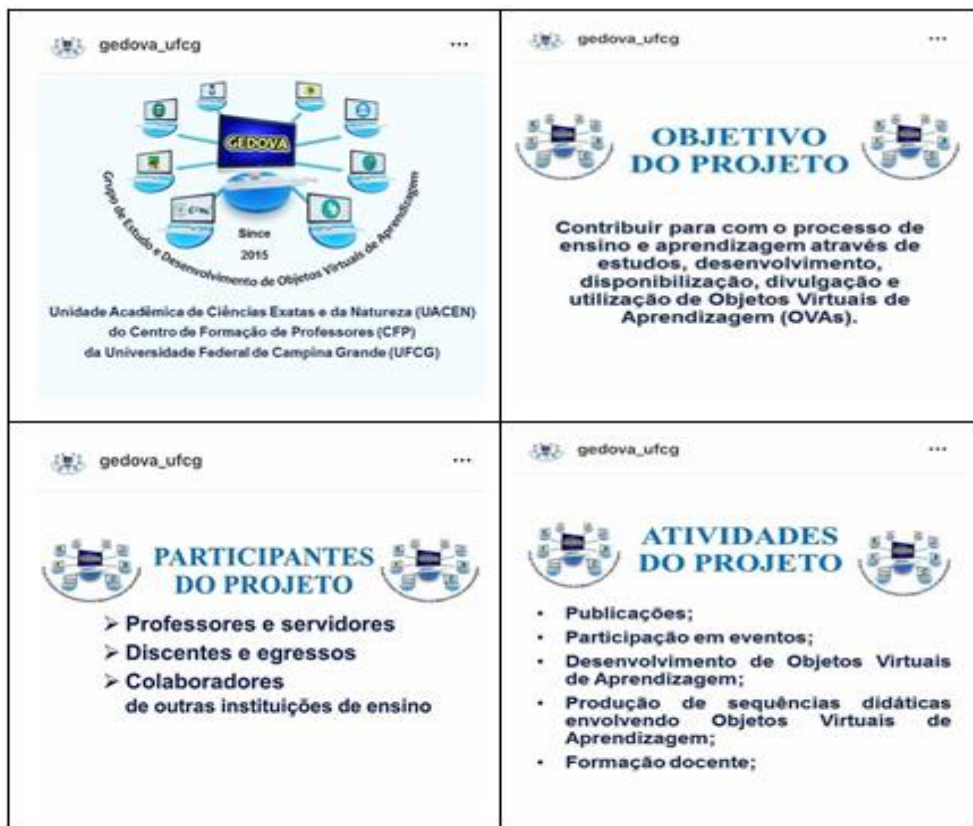 gedova_ufcg
GEDOVA
Grupo de Estudo e Desenvolvimento de Objetos Virtuais de Aprendizagem
Since
2015
Unidade Acadêmica de Ciências Exatas e da Natureza (UACEN)
do Centro de Formação de Professores (CFP)
da Universidade Federal de Campina Grande (UFCG)
gedova_ufcg
OBJETIVO
DO PROJETO
Contribuir para com o processo de
ensino e aprendizagem através de
estudos, desenvolvimento,
disponibilização, divulgação e
utilização de Objetos Virtuais de
Aprendizagem (OVAs).
gedova_ufcg
PARTICIPANTES
DO PROJETO
➢ Professores e servidores
➢ Discentes e egressos
➢ Colaboradores
de outras instituições de ensino
gedova_ufcg
ATIVIDADES
DO PROJETO
• Publicações;
• Participação em eventos;
• Desenvolvimento de Objetos Virtuais
de Aprendizagem;
• Produção de sequências didáticas
envolvendo Objetos Virtuais de
Aprendizagem;
• Formação docente;